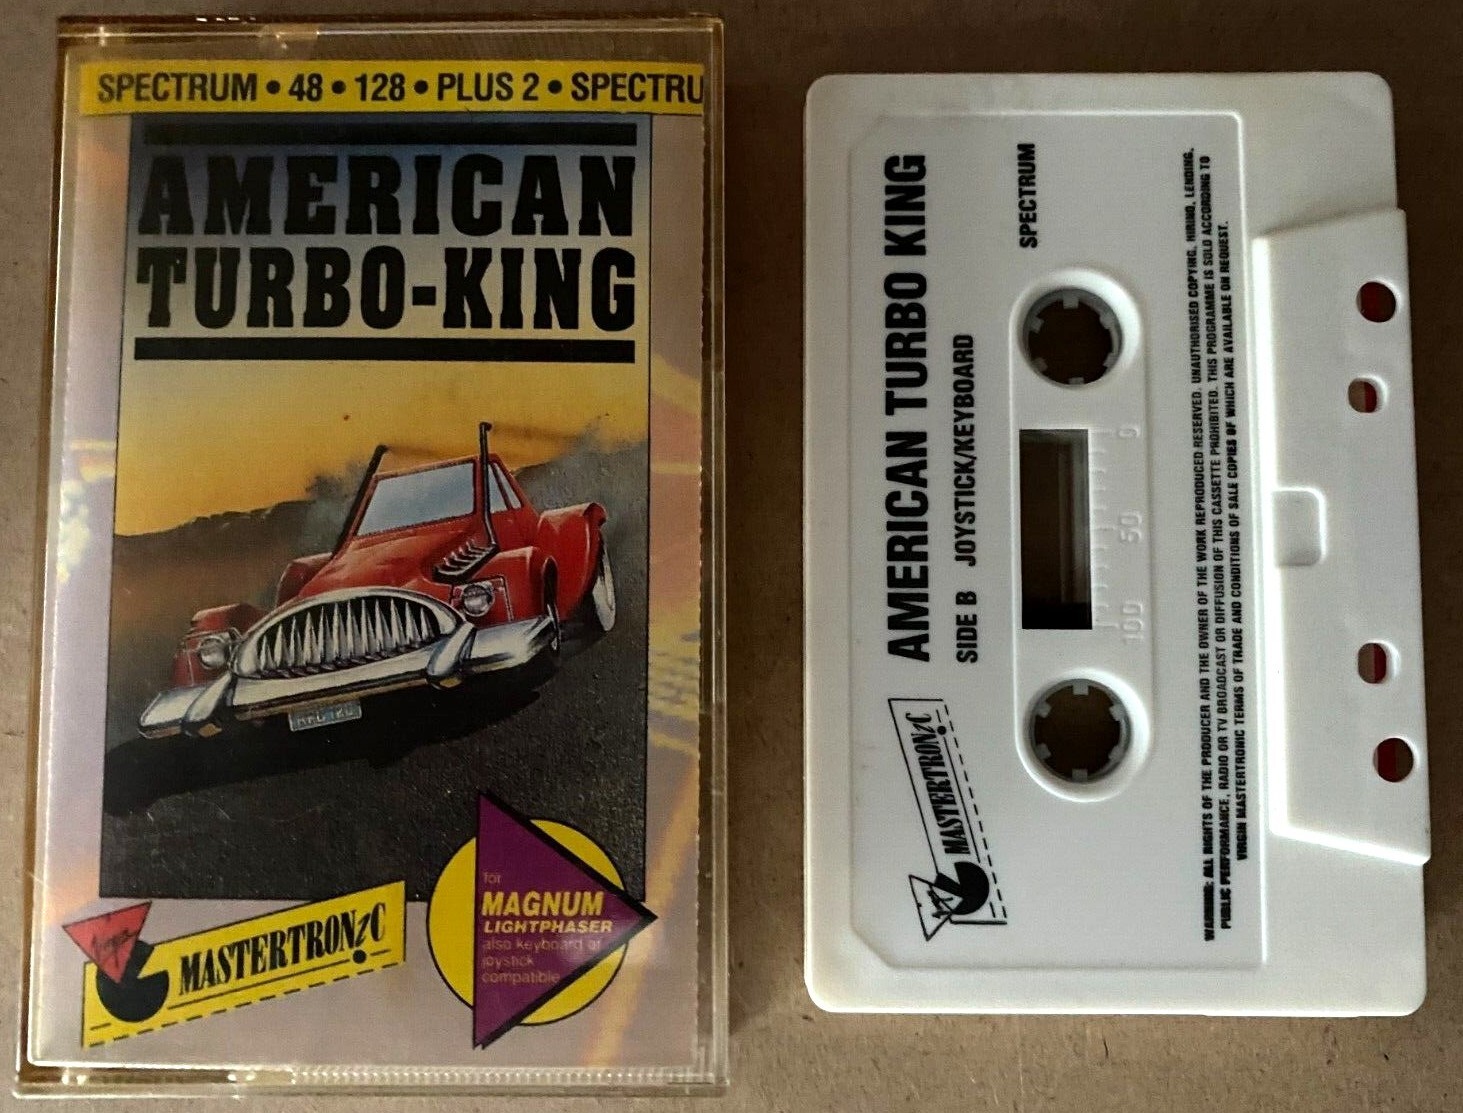 SPECTRUM • 48 • 128 • PLUS 2 • SPECTRU
AMERICAN
TURBO-KING
for
MAGNUM
LIGHTPHASER
also keyboard or
joystick
compatible
Virgin
MASTERTRONIC
AMERICAN TURBO KING
SIDE B JOYSTICK/KEYBOARD
SPECTRUM
MASTERTRONIC
100 50 0
WARNING: ALL RIGHTS OF THE PRODUCER AND THE OWNER OF THE WORK REPRODUCED RESERVED. UNAUTHORISED COPYING, HIRING, LENDING,
PUBLIC PERFORMANCE, RADIO OR TV BROADCAST OR DIFFUSION OF THIS CASSETTE PROHIBITED. THIS PROGRAMME IS SOLD ACCORDING TO
VIRGIN MASTERTRONIC TERMS OF TRADE AND CONDITIONS OF SALE COPIES OF WHICH ARE AVAILABLE ON REQUEST.